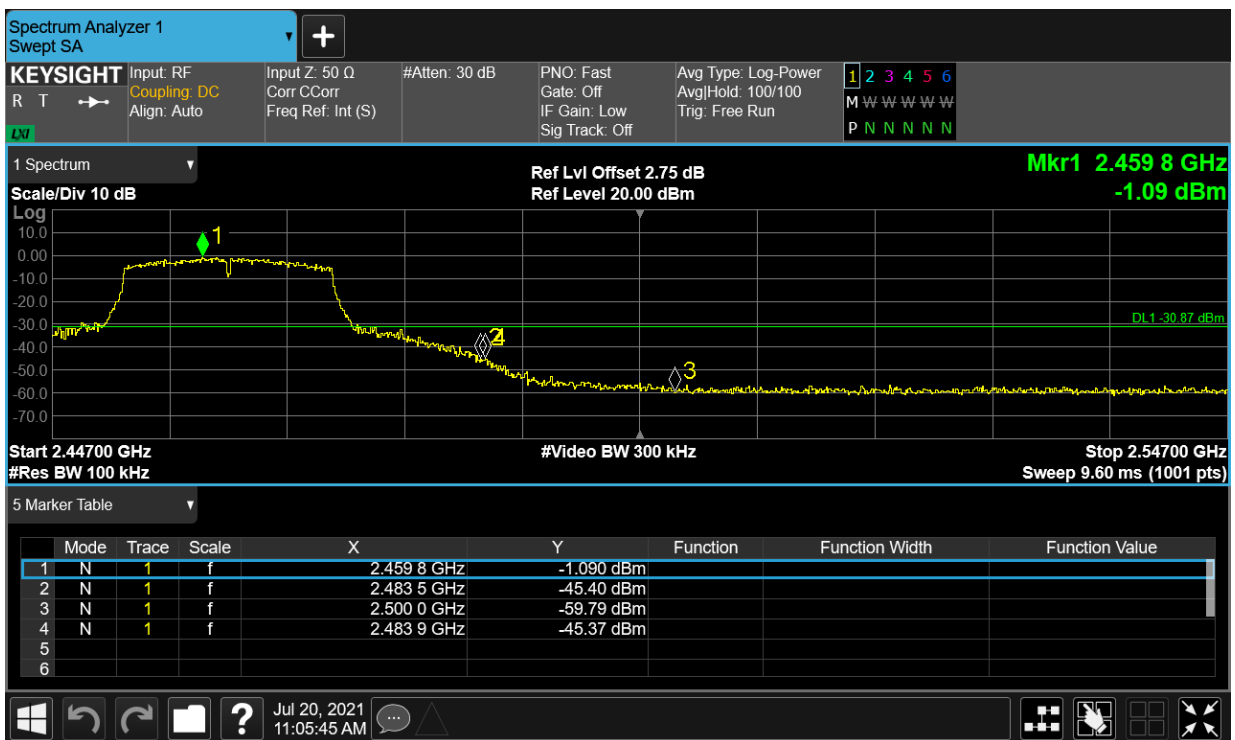 Spectrum Analyzer 1
Swept SA
+
KEYSIGHT
R T
LXI
Input: RF
Coupling: DC
Align: Auto
Input Z: 50 Ω
Corr CCorr
Freq Ref: Int (S)
#Atten: 30 dB
PNO: Fast
Gate: Off
IF Gain: Low
Sig Track: Off
Avg Type: Log-Power
Avg|Hold: 100/100
Trig: Free Run
1 2 3 4 5 6
M W W W W W
P N N N N N
1 Spectrum
Scale/Div 10 dB
Ref Lvl Offset 2.75 dB
Ref Level 20.00 dBm
Mkr1 2.459 8 GHz
-1.09 dBm
Log
10.0
0.00
-10.0
-20.0
-30.0
-40.0
-50.0
-60.0
-70.0
1
3
DL1 -30.87 dBm
Start 2.44700 GHz
#Res BW 100 kHz
#Video BW 300 kHz
Stop 2.54700 GHz
Sweep 9.60 ms (1001 pts)
5 Marker Table
Mode Trace Scale X Y Function Function Width Function Value
1 N 1 f 2.459 8 GHz -1.090 dBm
2 N 1 f 2.483 5 GHz -45.40 dBm
3 N 1 f 2.500 0 GHz -59.79 dBm
4 N 1 f 2.483 9 GHz -45.37 dBm
5
6
?
Jul 20, 2021
11:05:45 AM